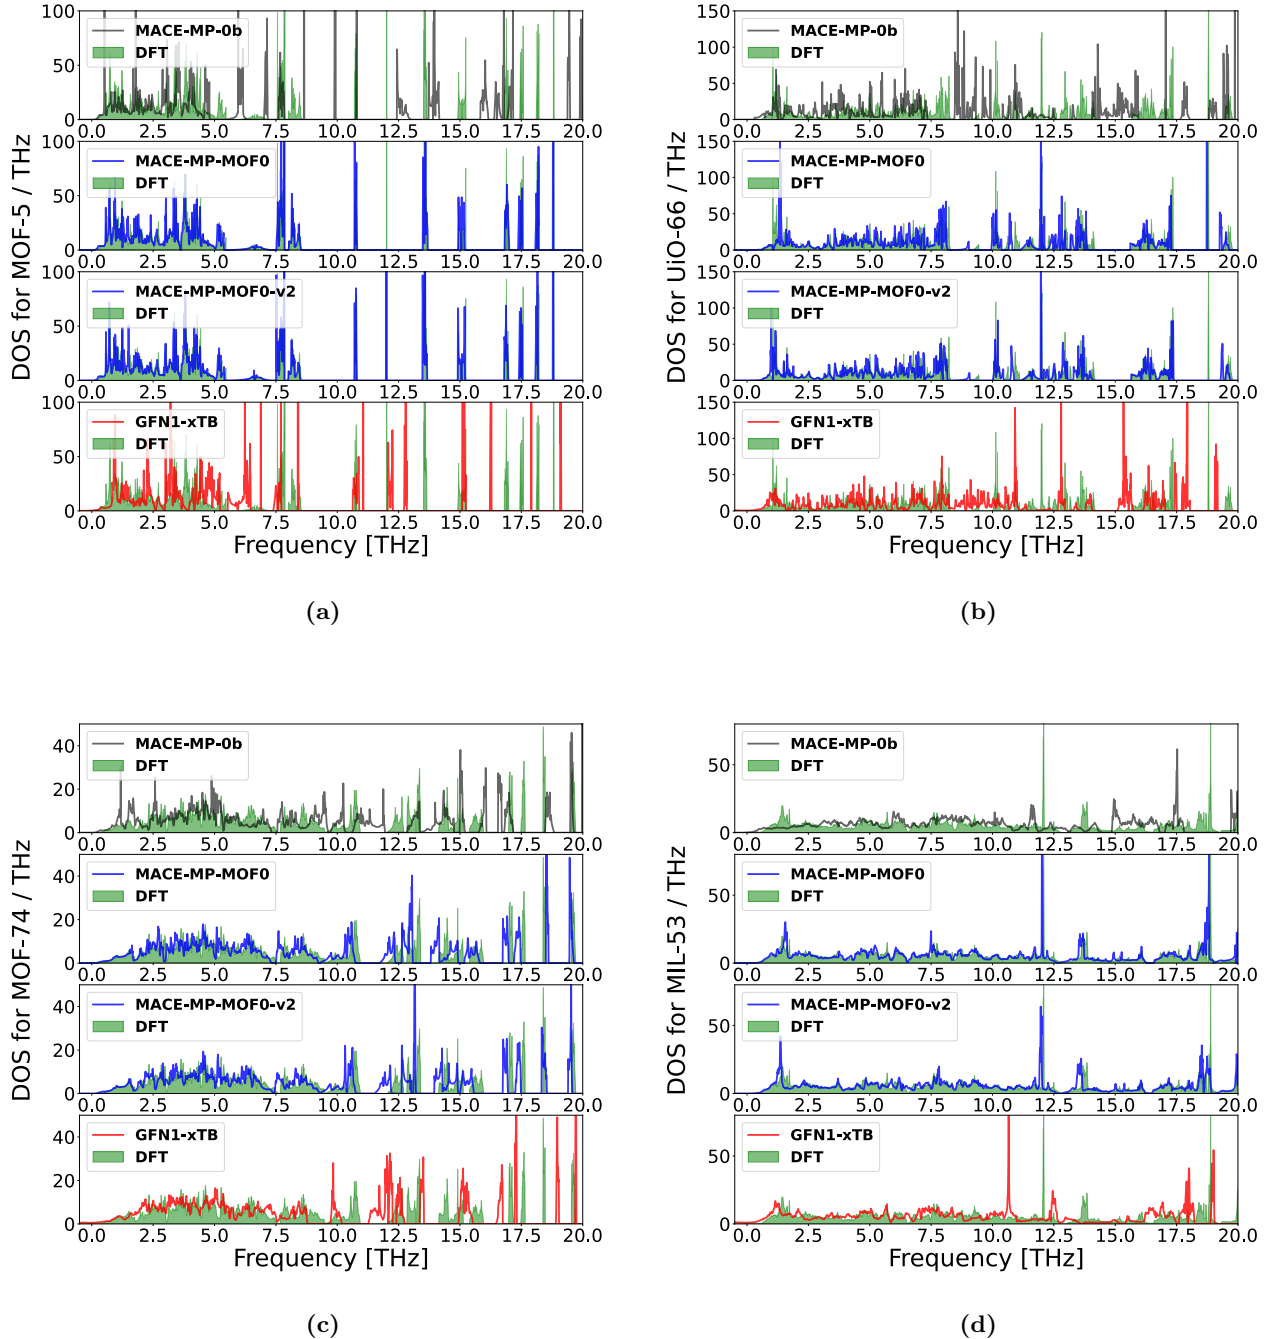 DOS for MOF-5 / THz
100
50
0
MACE-MP-0b
DFT
0.0 2.5 5.0 7.5 10.0 12.5 15.0 17.5 20.0
100
50
0
MACE-MP-MOF0
DFT
0.0 2.5 5.0 7.5 10.0 12.5 15.0 17.5 20.0
100
50
0
MACE-MP-MOF0-v2
DFT
0.0 2.5 5.0 7.5 10.0 12.5 15.0 17.5 20.0
100
50
0
GFN1-xTB
DFT
0.0 2.5 5.0 7.5 10.0 12.5 15.0 17.5 20.0
Frequency [THz]
(a)
DOS for UiO-66 / THz
150
100
50
0
MACE-MP-0b
DFT
0.0 2.5 5.0 7.5 10.0 12.5 15.0 17.5 20.0
150
100
50
0
MACE-MP-MOF0
DFT
0.0 2.5 5.0 7.5 10.0 12.5 15.0 17.5 20.0
150
100
50
0
MACE-MP-MOF0-v2
DFT
0.0 2.5 5.0 7.5 10.0 12.5 15.0 17.5 20.0
150
100
50
0
GFN1-xTB
DFT
0.0 2.5 5.0 7.5 10.0 12.5 15.0 17.5 20.0
Frequency [THz]
(b)
DOS for MOF-74 / THz
40
20
0
MACE-MP-0b
DFT
0.0 2.5 5.0 7.5 10.0 12.5 15.0 17.5 20.0
40
20
0
MACE-MP-MOF0
DFT
0.0 2.5 5.0 7.5 10.0 12.5 15.0 17.5 20.0
40
20
0
MACE-MP-MOF0-v2
DFT
0.0 2.5 5.0 7.5 10.0 12.5 15.0 17.5 20.0
40
20
0
GFN1-xTB
DFT
0.0 2.5 5.0 7.5 10.0 12.5 15.0 17.5 20.0
Frequency [THz]
(c)
DOS for MIL-53 / THz
50
0
MACE-MP-0b
DFT
0.0 2.5 5.0 7.5 10.0 12.5 15.0 17.5 20.0
50
0
MACE-MP-MOF0
DFT
0.0 2.5 5.0 7.5 10.0 12.5 15.0 17.5 20.0
50
0
MACE-MP-MOF0-v2
DFT
0.0 2.5 5.0 7.5 10.0 12.5 15.0 17.5 20.0
50
0
GFN1-xTB
DFT
0.0 2.5 5.0 7.5 10.0 12.5 15.0 17.5 20.0
Frequency [THz]
(d)